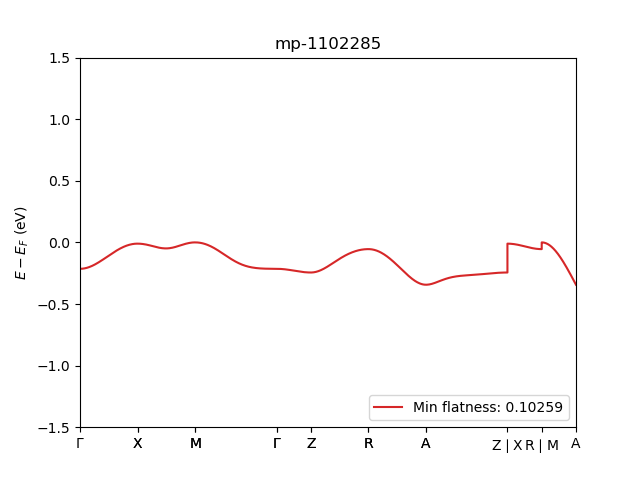 mp-1102285
E − E_F (eV)
1.5
1.0
0.5
0.0
−0.5
−1.0
−1.5
Min flatness: 0.10259
Γ X M Γ Z R A Z | X R | M A